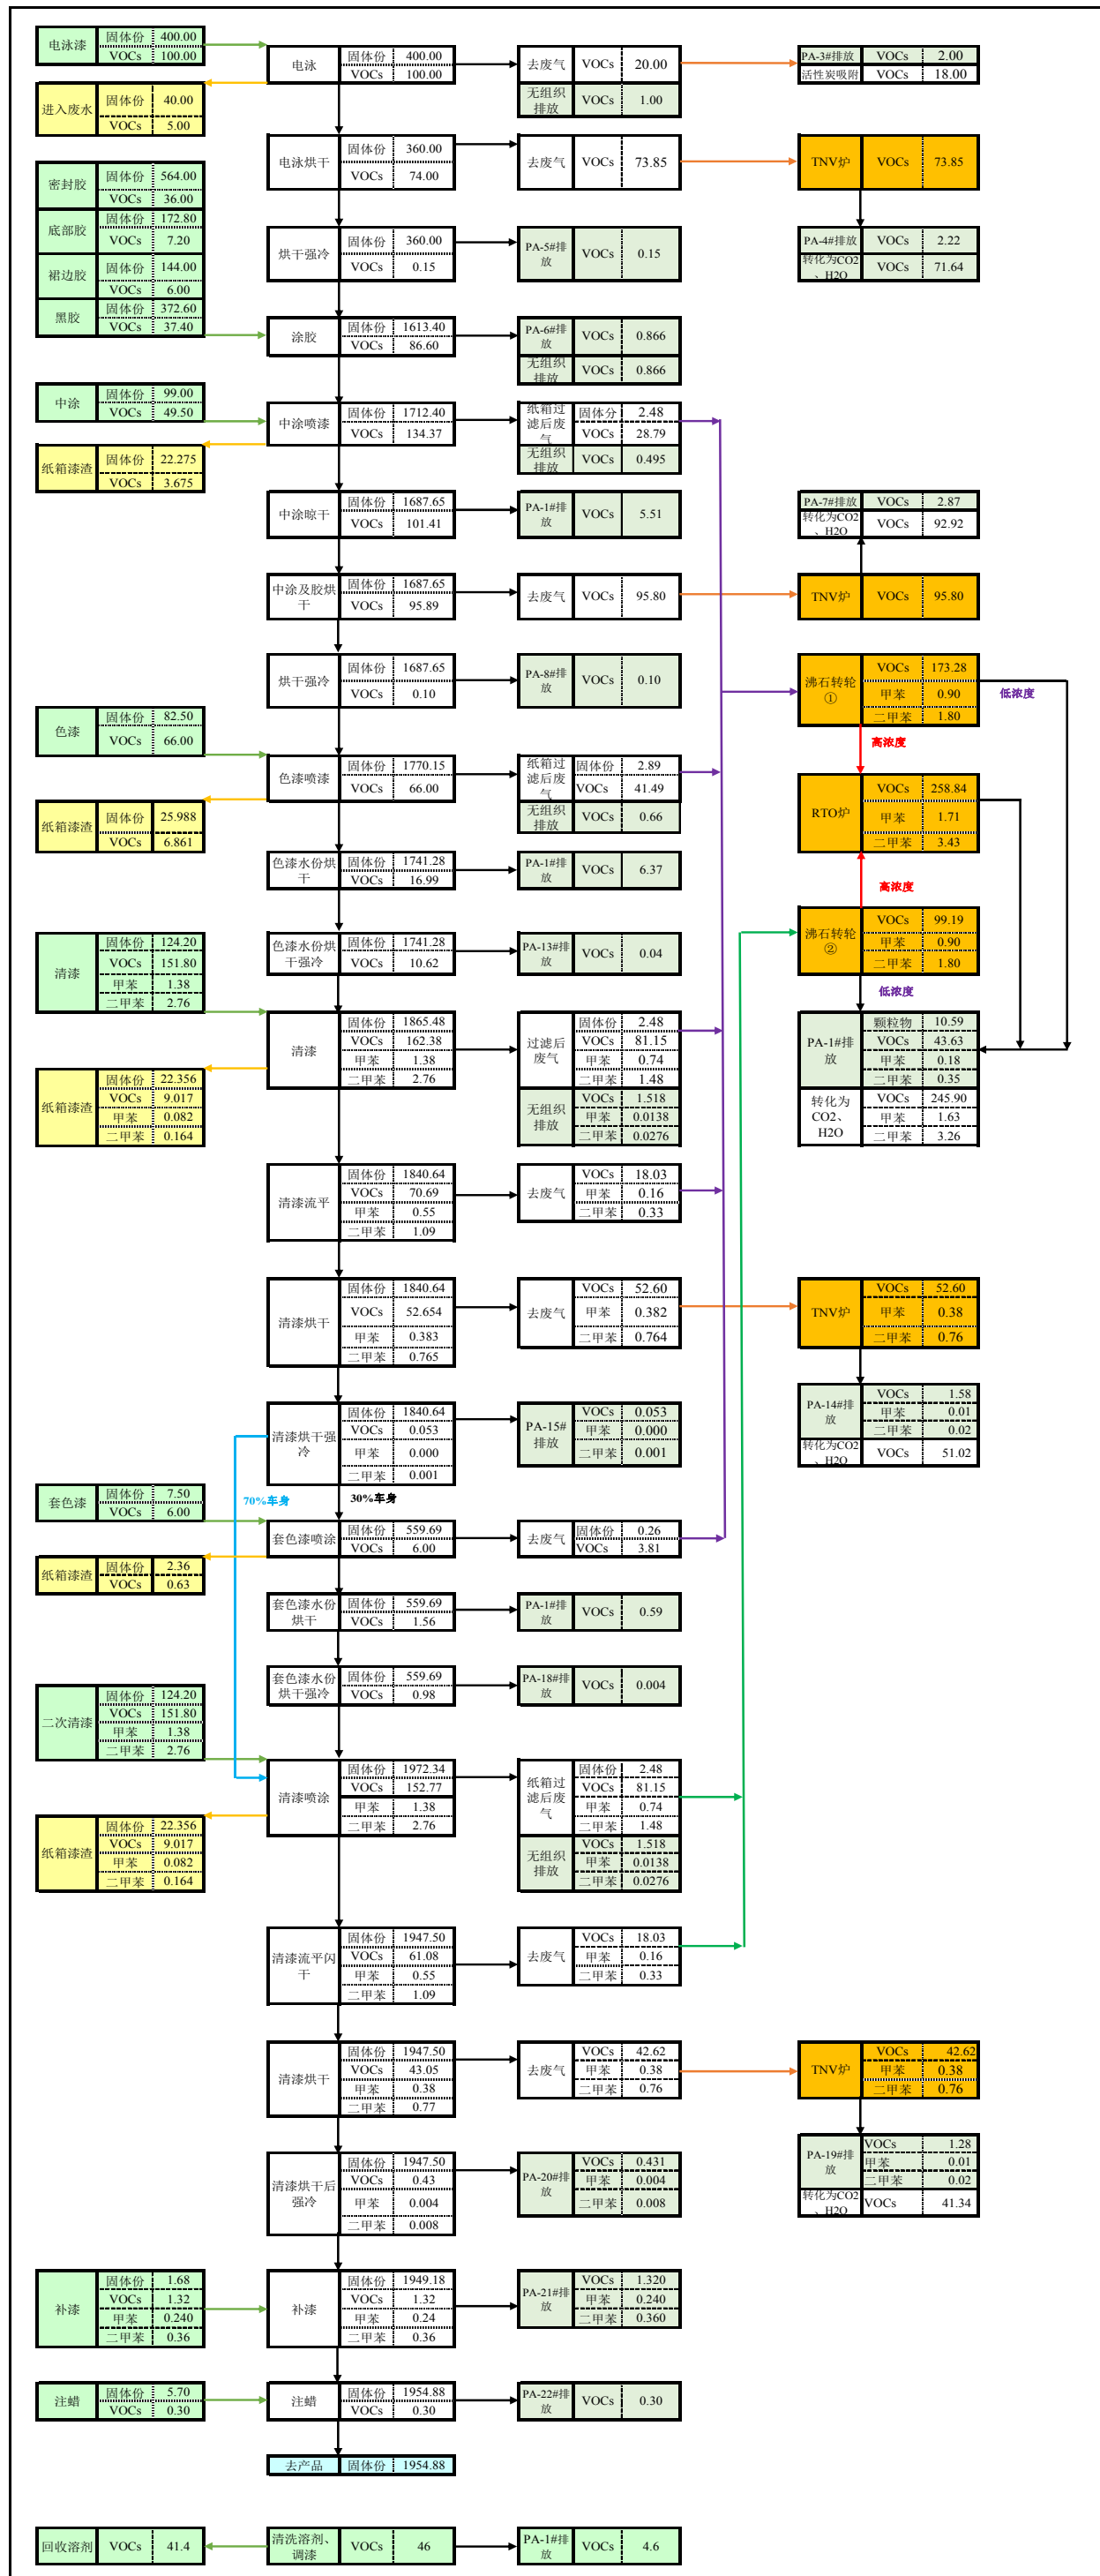 电泳漆 固体份 400.00
VOCs 100.00
电泳 固体份 400.00
VOCs 100.00
去废气 VOCs 20.00
PA-3#排放 VOCs 2.00
活性炭吸附 VOCs 18.00
进入废水 固体份 40.00
VOCs 5.00
无组织
排放 VOCs 1.00
电泳烘干 固体份 360.00
VOCs 74.00
去废气 VOCs 73.85
TNV炉 VOCs 73.85
密封胶 固体份 564.00
VOCs 36.00
底部胶 固体份 172.80
VOCs 7.20
裙边胶 固体份 144.00
VOCs 6.00
黑胶 固体份 372.60
VOCs 37.40
烘干强冷 固体份 360.00
VOCs 0.15
PA-5#排
放 VOCs 0.15
PA-4#排放 VOCs 2.22
转化为CO2
、H2O VOCs 71.64
涂胶 固体份 1613.40
VOCs 86.60
PA-6#排
放 VOCs 0.866
无组织
排放 VOCs 0.866
中涂 固体份 99.00
VOCs 49.50
中涂喷漆 固体份 1712.40
VOCs 134.37
纸箱过
滤后废
气 固体分 2.48
VOCs 28.79
无组织
排放 VOCs 0.495
纸箱漆渣 固体份 22.275
VOCs 3.675
中涂晾干 固体份 1687.65
VOCs 101.41
PA-1#排
放 VOCs 5.51
PA-7#排放 VOCs 2.87
转化为CO2
、H2O VOCs 92.92
中涂及胶烘
干 固体份 1687.65
VOCs 95.89
去废气 VOCs 95.80
TNV炉 VOCs 95.80
烘干强冷 固体份 1687.65
VOCs 0.10
PA-8#排
放 VOCs 0.10
沸石转轮
① VOCs 173.28
甲苯 0.90
二甲苯 1.80
低浓度
高浓度
色漆 固体份 82.50
VOCs 66.00
色漆喷漆 固体份 1770.15
VOCs 66.00
纸箱过
滤后废
气 固体份 2.89
VOCs 41.49
无组织
排放 VOCs 0.66
RTO炉 VOCs 258.84
甲苯 1.71
二甲苯 3.43
纸箱漆渣 固体份 25.988
VOCs 6.861
色漆水份烘
干 固体份 1741.28
VOCs 16.99
PA-1#排
放 VOCs 6.37
高浓度
清漆 固体份 124.20
VOCs 151.80
甲苯 1.38
二甲苯 2.76
色漆水份烘
干强冷 固体份 1741.28
VOCs 10.62
PA-13#排
放 VOCs 0.04
沸石转轮
② VOCs 99.19
甲苯 0.90
二甲苯 1.80
低浓度
清漆 固体份 1865.48
VOCs 162.38
甲苯 1.38
二甲苯 2.76
过滤后
废气 固体份 2.48
VOCs 81.15
甲苯 0.74
二甲苯 1.48
无组织
排放 VOCs 1.518
甲苯 0.0138
二甲苯 0.0276
PA-1#排
放 颗粒物 10.59
VOCs 43.63
甲苯 0.18
二甲苯 0.35
转化为
CO2、
H2O VOCs 245.90
甲苯 1.63
二甲苯 3.26
纸箱漆渣 固体份 22.356
VOCs 9.017
甲苯 0.082
二甲苯 0.164
清漆流平 固体份 1840.64
VOCs 70.69
甲苯 0.55
二甲苯 1.09
去废气 VOCs 18.03
甲苯 0.16
二甲苯 0.33
清漆烘干 固体份 1840.64
VOCs 52.654
甲苯 0.383
二甲苯 0.765
去废气 VOCs 52.60
甲苯 0.382
二甲苯 0.764
TNV炉 VOCs 52.60
甲苯 0.38
二甲苯 0.76
清漆烘干强
冷 固体份 1840.64
VOCs 0.053
甲苯 0.000
二甲苯 0.001
PA-15#
排放 VOCs 0.053
甲苯 0.000
二甲苯 0.001
PA-14#排
放 VOCs 1.58
甲苯 0.01
二甲苯 0.02
转化为CO2
、H2O VOCs 51.02
70%车身 30%车身
套色漆 固体份 7.50
VOCs 6.00
套色漆喷涂 固体份 559.69
VOCs 6.00
去废气 固体份 0.26
VOCs 3.81
纸箱漆渣 固体份 2.36
VOCs 0.63
套色漆水份
烘干 固体份 559.69
VOCs 1.56
PA-1#排
放 VOCs 0.59
套色漆水份
烘干强冷 固体份 559.69
VOCs 0.98
PA-18#排
放 VOCs 0.004
二次清漆 固体份 124.20
VOCs 151.80
甲苯 1.38
二甲苯 2.76
清漆喷涂 固体份 1972.34
VOCs 152.77
甲苯 1.38
二甲苯 2.76
纸箱过
滤后废
气 固体份 2.48
VOCs 81.15
甲苯 0.74
二甲苯 1.48
无组织
排放 VOCs 1.518
甲苯 0.0138
二甲苯 0.0276
纸箱漆渣 固体份 22.356
VOCs 9.017
甲苯 0.082
二甲苯 0.164
清漆流平闪
干 固体份 1947.50
VOCs 61.08
甲苯 0.55
二甲苯 1.09
去废气 VOCs 18.03
甲苯 0.16
二甲苯 0.33
清漆烘干 固体份 1947.50
VOCs 43.05
甲苯 0.38
二甲苯 0.77
去废气 VOCs 42.62
甲苯 0.38
二甲苯 0.76
TNV炉 VOCs 42.62
甲苯 0.38
二甲苯 0.76
清漆烘干后
强冷 固体份 1947.50
VOCs 0.43
甲苯 0.004
二甲苯 0.008
PA-20#排
放 VOCs 0.431
甲苯 0.004
二甲苯 0.008
PA-19#排
放 VOCs 1.28
甲苯 0.01
二甲苯 0.02
转化为CO2
、H2O VOCs 41.34
补漆 固体份 1.68
VOCs 1.32
甲苯 0.240
二甲苯 0.36
补漆 固体份 1949.18
VOCs 1.32
甲苯 0.24
二甲苯 0.36
PA-21#排
放 VOCs 1.320
甲苯 0.240
二甲苯 0.360
注蜡 固体份 5.70
VOCs 0.30
注蜡 固体份 1954.88
VOCs 0.30
PA-22#排
放 VOCs 0.30
去产品 固体份 1954.88
回收溶剂 VOCs 41.4
清洗溶剂、
调漆 VOCs 46
PA-1#排
放 VOCs 4.6